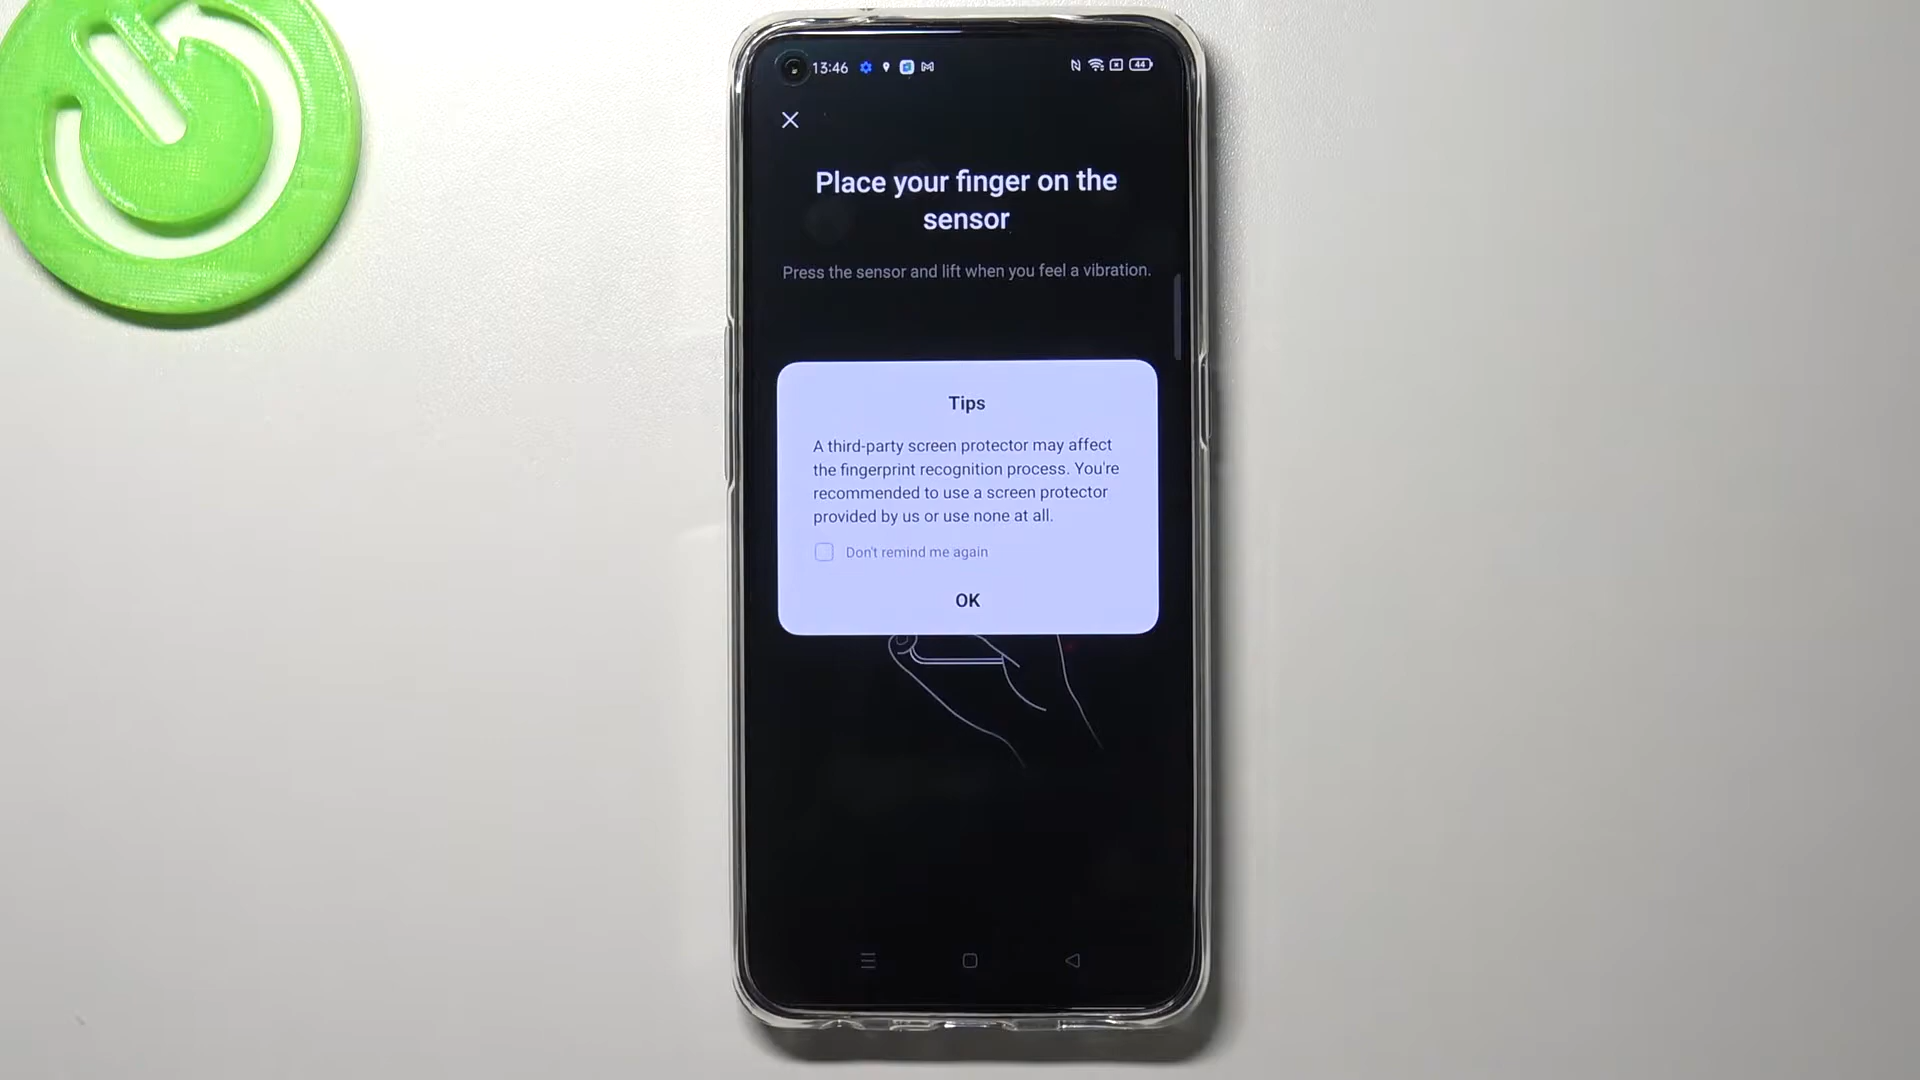 13:46
44
Place your finger on the
sensor
Press the sensor and lift when you feel a vibration.
Tips
A third-party screen protector may affect
the fingerprint recognition process. You're
recommended to use a screen protector
provided by us or use none at all.
Don't remind me again
OK